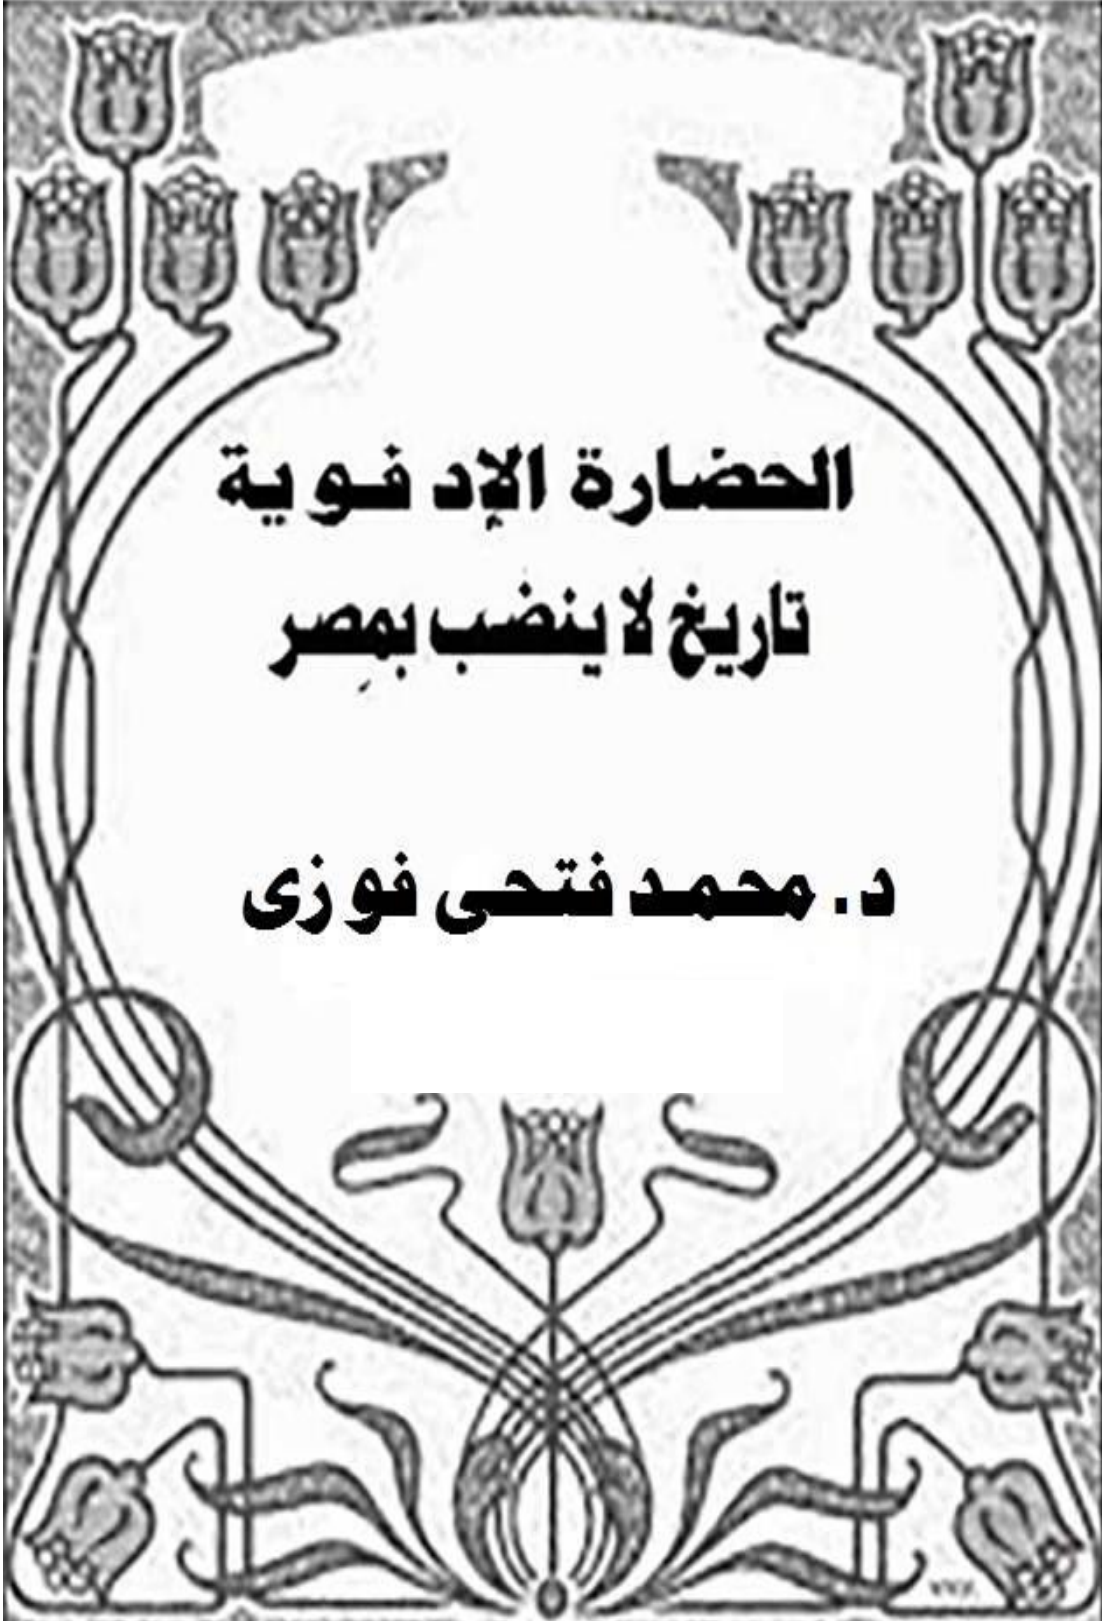 الحضارة الإدفوية
تاريخ لا ينضب بمِصر
د. محمد فتحى فوزى